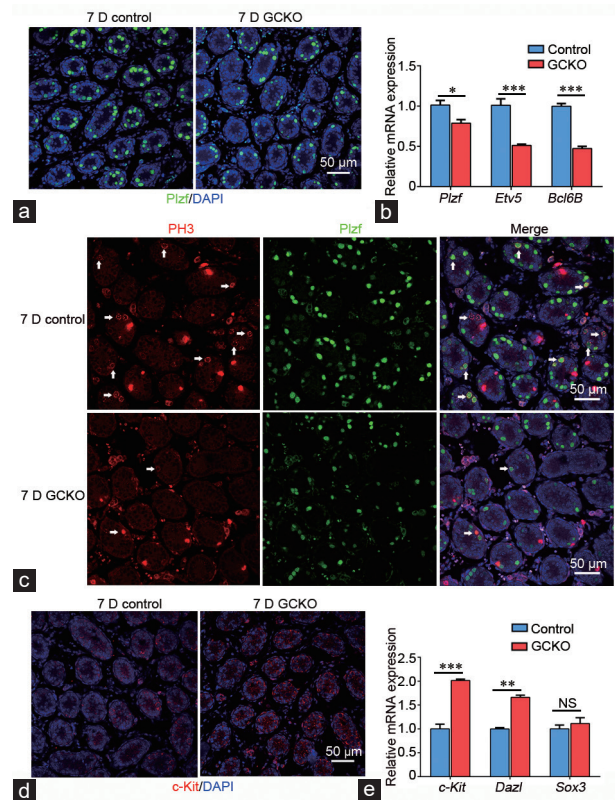 7 D control
7 D GCKO
50 µm
Plzf/DAPI
a
Control
GCKO
Relative mRNA expression
1.5
1.0
0.5
0
*
***
***
Plzf
Etv5
Bcl6B
b
PH3
Plzf
Merge
7 D control
50 µm
7 D GCKO
50 µm
c
7 D control
7 D GCKO
50 µm
c-Kit/DAPI
d
Control
GCKO
Relative mRNA expression
2.5
2.0
1.5
1.0
0.5
0
***
**
NS
c-Kit
Dazl
Sox3
e